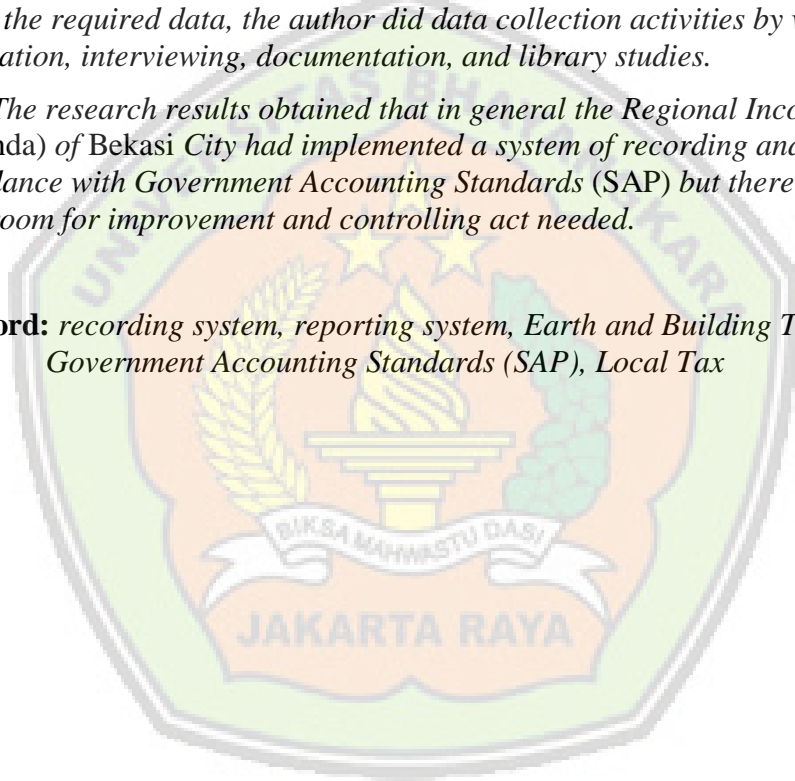 the required data, the author did data collection activities by
ation, interviewing, documentation, and library studies.
The research results obtained that in general the Regional Inco
nda) of Bekasi City had implemented a system of recording and
dance with Government Accounting Standards (SAP) but there
room for improvement and controlling act needed.
ord: recording system, reporting system, Earth and Building T
Government Accounting Standards (SAP), Local Tax
UNIVERSITAS BHAYANGKARA
BIKSA MAHWASTU DASI
JAKARTA RAYA